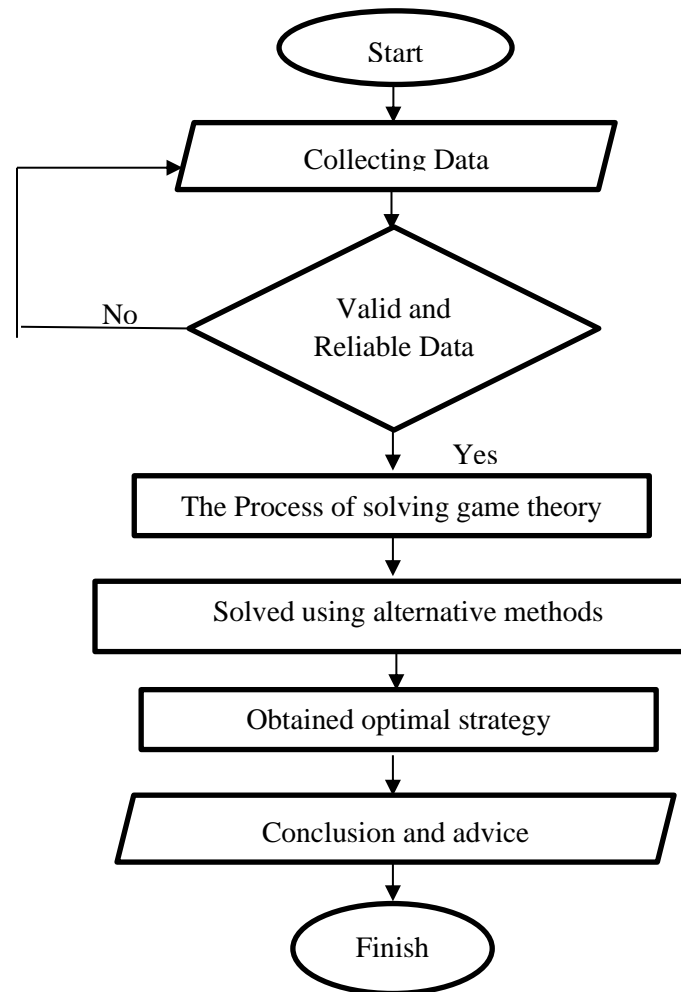 Start
Collecting Data
No
Valid and
Reliable Data
Yes
The Process of solving game theory
Solved using alternative methods
Obtained optimal strategy
Conclusion and advice
Finish